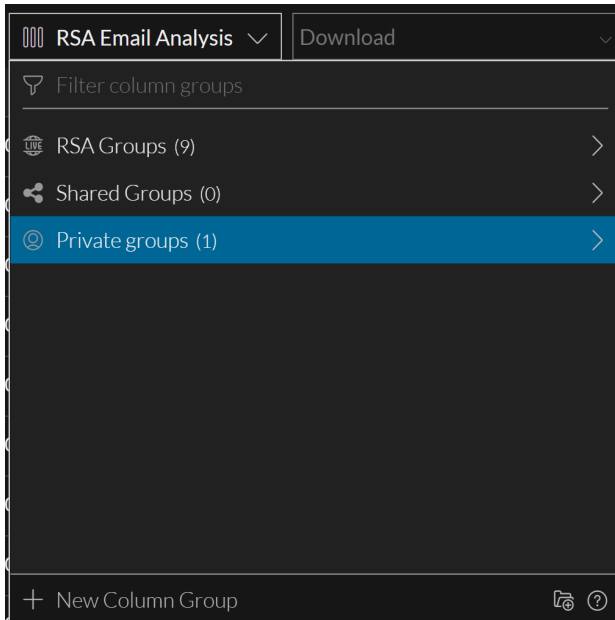 RSA Email Analysis
Download
Filter column groups
LIVE
RSA Groups (9)
Shared Groups (0)
Private groups (1)
New Column Group